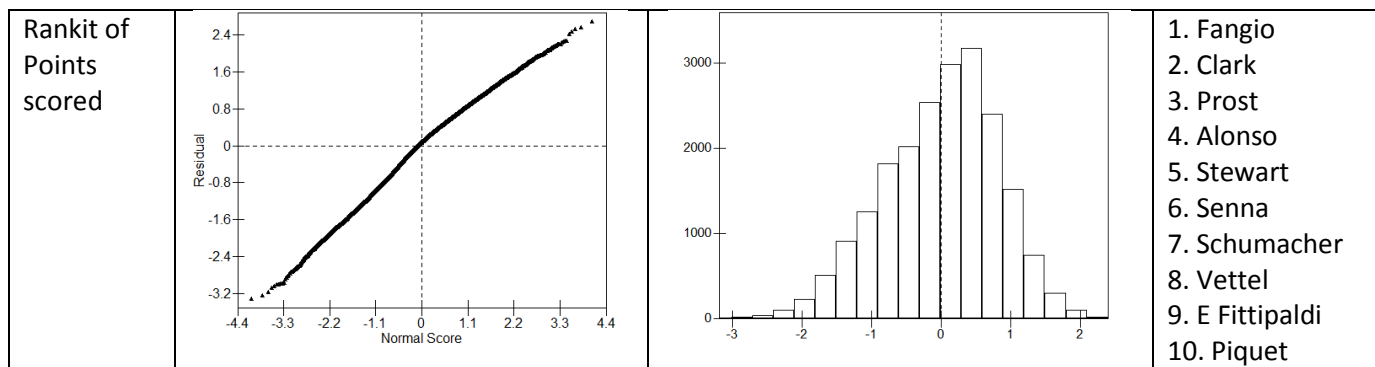 Rankit of
Points
scored
2.4
1.6
0.8
0
-0.8
-1.6
-2.4
-3.2
Residual
-4.4 -3.3 -2.2 -1.1 0 1.1 2.2 3.3 4.4
Normal Score
3000
2000
1000
0
-3 -2 -1 0 1 2
1. Fangio
2. Clark
3. Prost
4. Alonso
5. Stewart
6. Senna
7. Schumacher
8. Vettel
9. E Fittipaldi
10. Piquet